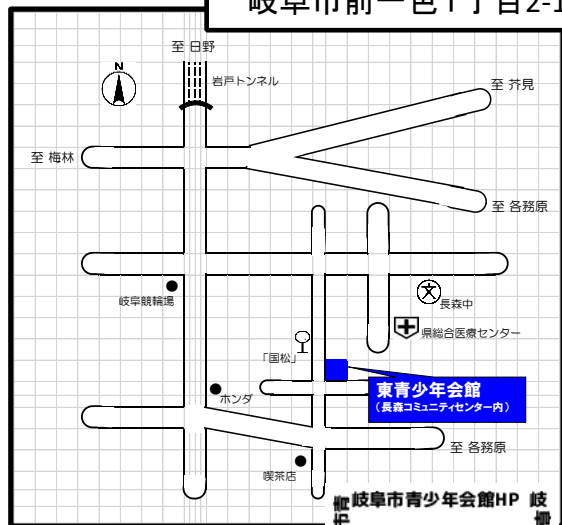 岐阜市前一色1丁目2-1
至 日野
N
岩戸トンネル
至 芥見
至 梅林
至 各務原
岐阜競輪場
文
長森中
県総合医療センター
「国松」
東青少年会館
（長森コミュニティセンター内）
ホンダ
至 各務原
喫茶店
岐阜市青少年会館HP 岐